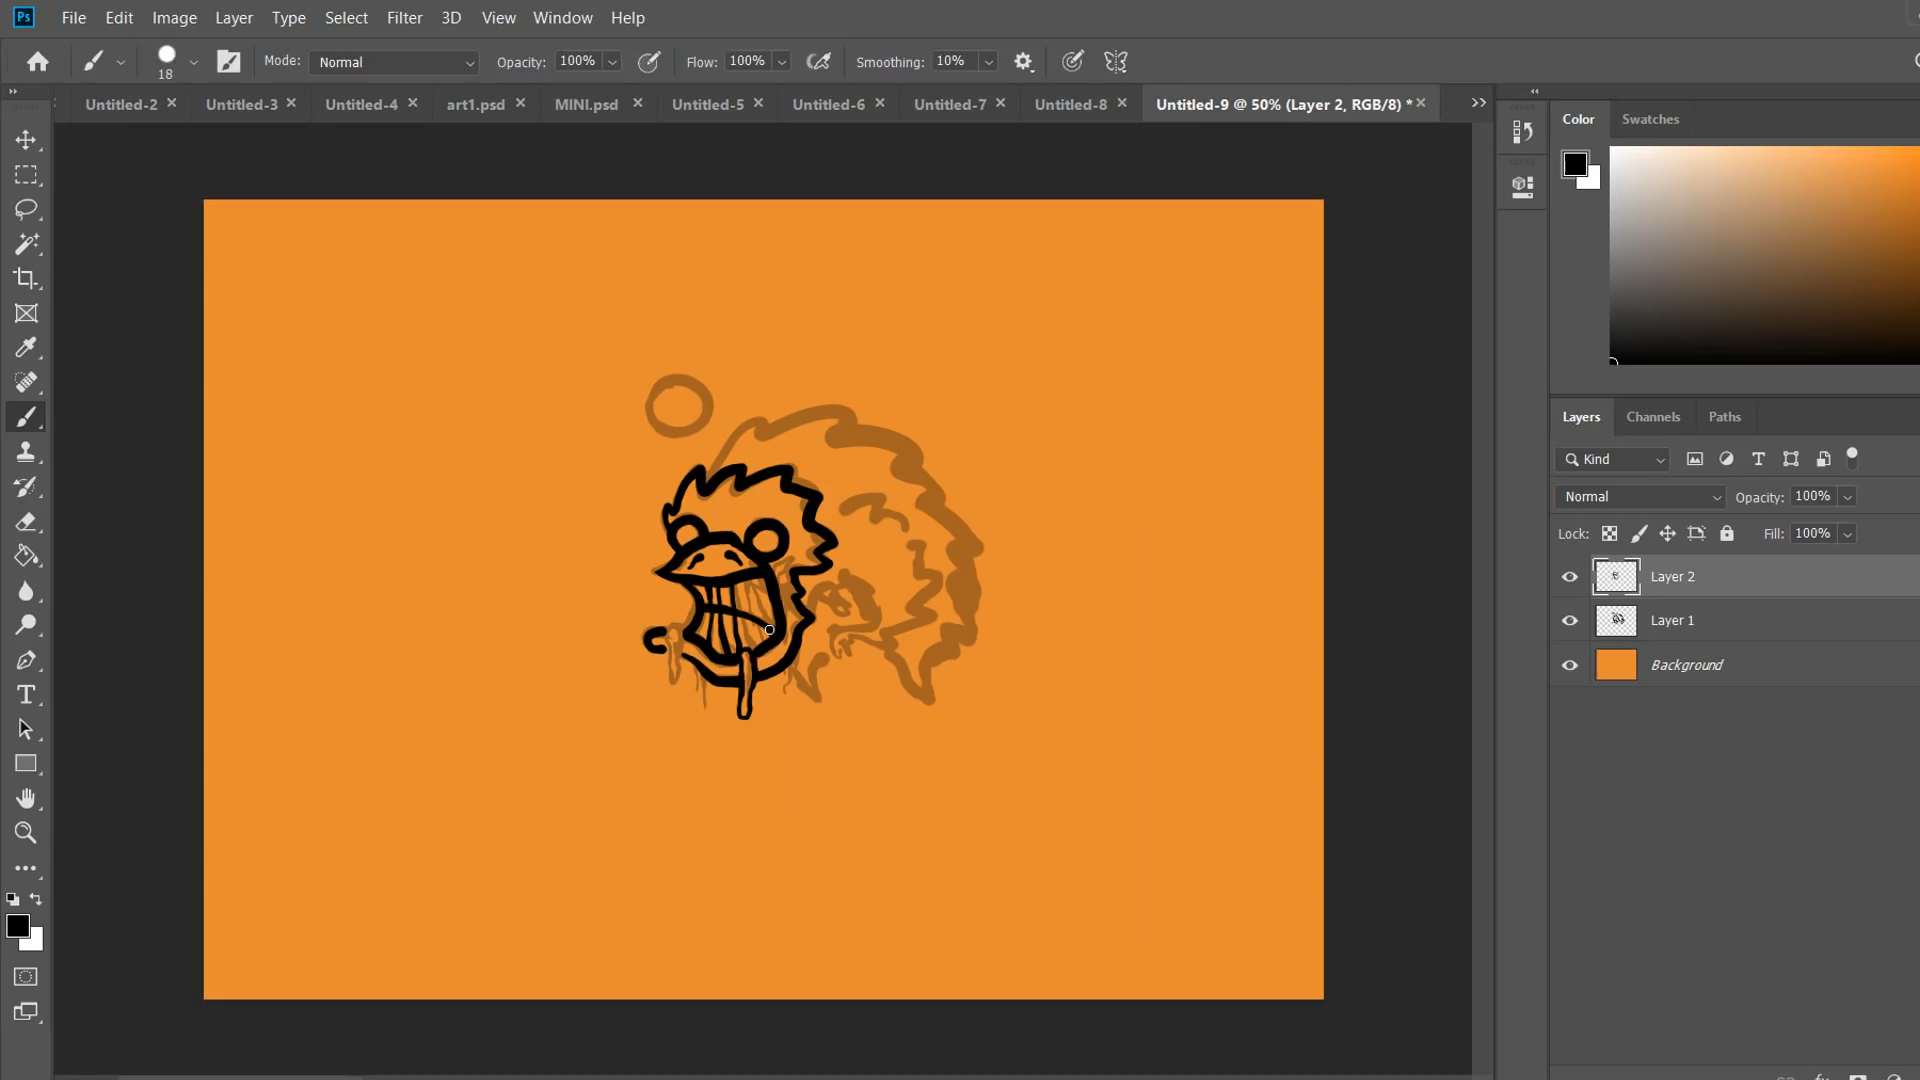 Ps File Edit Image Layer Type Select Filter 3D View Window Help
18 Mode: Normal Opacity: 100% Flow: 100% Smoothing: 10%
Untitled-2 Untitled-3 Untitled-4 art1.psd MINI.psd Untitled-5 Untitled-6 Untitled-7 Untitled-8 Untitled-9 @ 50% (Layer 2, RGB/8) *
Color Swatches
Layers Channels Paths
Kind
Normal Opacity: 100%
Lock: Fill: 100%
Layer 2
Layer 1
Background